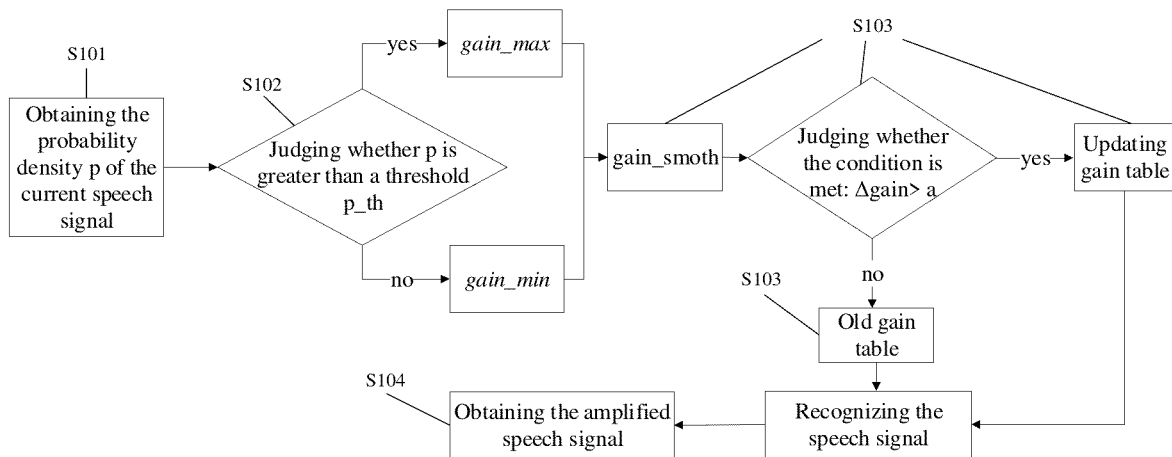 S101
Obtaining the
probability
density p of the
current speech
signal
S102
Judging whether p is
greater than a threshold
p_th
yes
gain_max
no
gain_min
S103
gain_smoth
Judging whether
the condition is
met: Δgain> a
yes
Updating
gain table
no
S103
Old gain
table
Recognizing the
speech signal
S104
Obtaining the amplified
speech signal